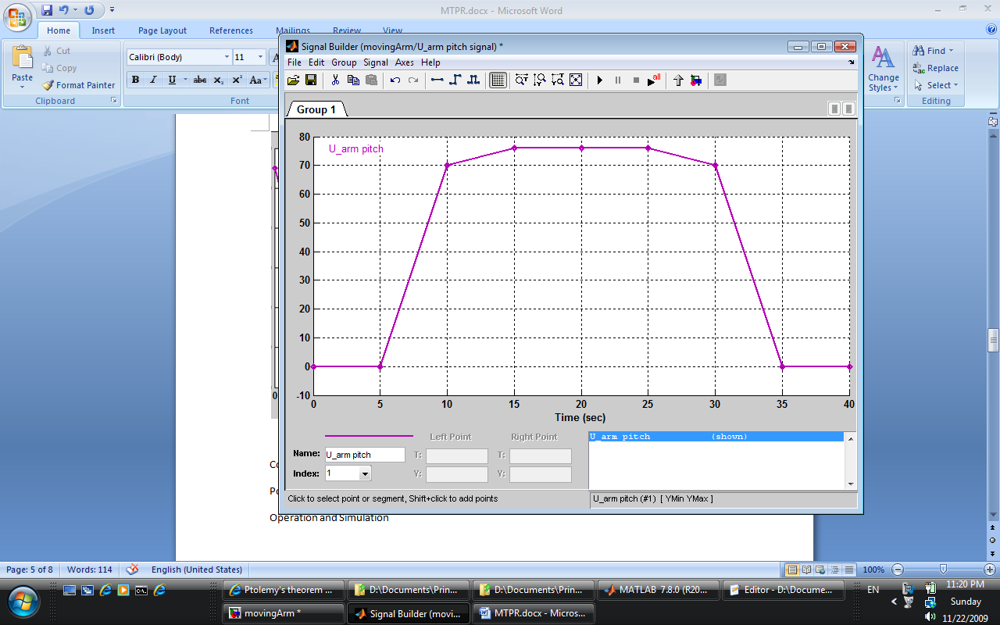 MTPR.docx - Microsoft Word
Home Insert Page Layout References Mailings Review View
Paste
Cut
Copy
Format Painter
Clipboard
Calibri (Body) 11
B I U abc X₂ X² Aa
Font
Change Styles
Find
Replace
Select
Editing
Signal Builder (movingArm/U_arm pitch signal) *
File Edit Group Signal Axes Help
all
Group 1
U_arm pitch
80
70
60
50
40
30
20
10
0
-10
0 5 10 15 20 25 30 35 40
Time (sec)
Left Point Right Point
Name: U_arm pitch T: T:
Index: 1 Y: Y:
U_arm pitch (shown)
Click to select point or segment, Shift+click to add points
U_arm pitch (#1) [ YMin YMax ]
0
Co
Po
Operation and Simulation
Page: 5 of 8 Words: 114 English (United States) 100%
Ptolemy's theorem ... D:\Documents\Prin... D:\Documents\Prin... MATLAB 7.8.0 (R20... Editor - D:\Docume...
movingArm * Signal Builder (movi... MTPR.docx - Micros...
EN
11:20 PM
Sunday
11/22/2009